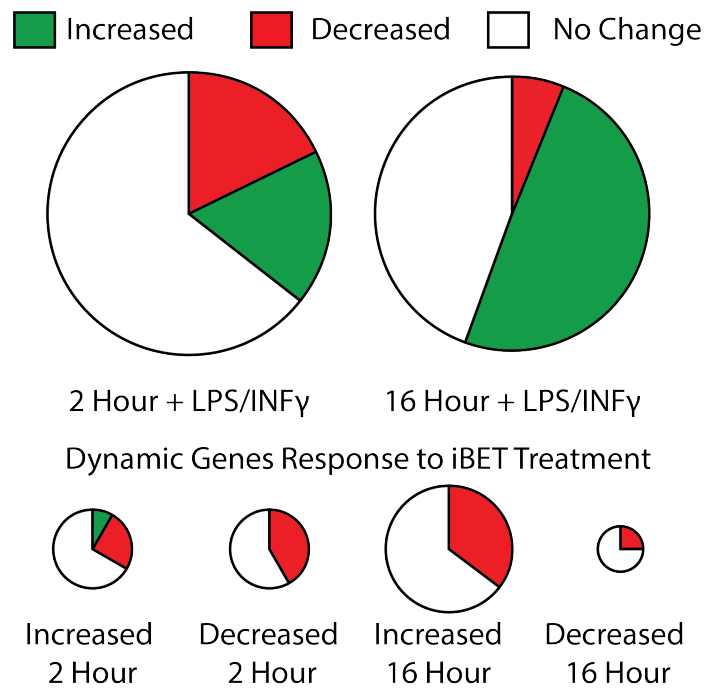 Increased Decreased No Change
2 Hour + LPS/INFγ 16 Hour + LPS/INFγ
Dynamic Genes Response to iBET Treatment
Increased Decreased Increased Decreased
2 Hour 2 Hour 16 Hour 16 Hour